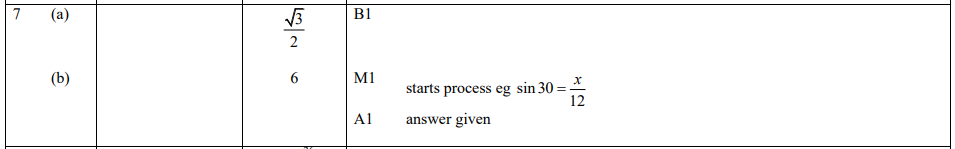 7 (a) √3/2 B1
(b) 6 M1 starts process eg sin 30 = x/12
A1 answer given